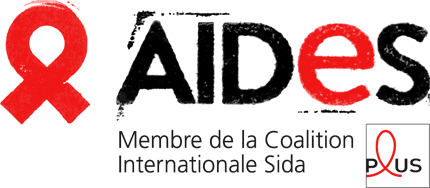 AIDeS
Membre de la Coalition
Internationale Sida
PLUS